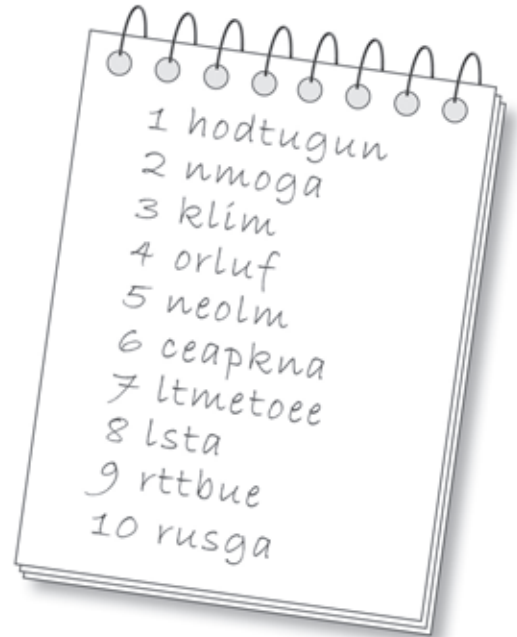 1 hodtugun
2 nmoga
3 klim
4 orluf
5 neolm
6 ceapkna
7 ltmetoee
8 lsta
9 rttbue
10 rusga